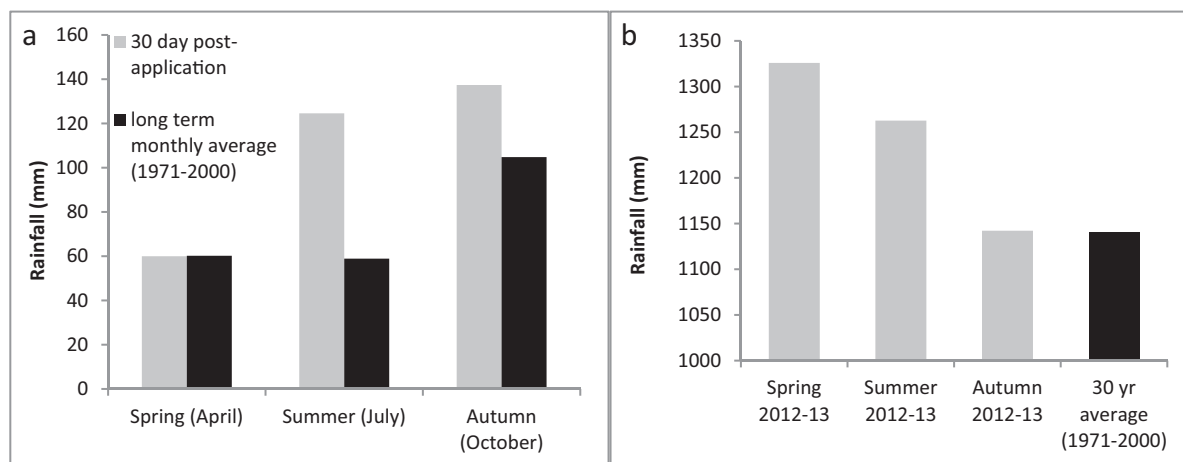 a
160
140
120
100
80
60
40
20
0
Rainfall (mm)
30 day post-
application
long term
monthly average
(1971-2000)
Spring (April)
Summer (July)
Autumn
(October)
b
1350
1300
1250
1200
1150
1100
1050
1000
Rainfall (mm)
Spring
2012-13
Summer
2012-13
Autumn
2012-13
30 yr
average
(1971-2000)